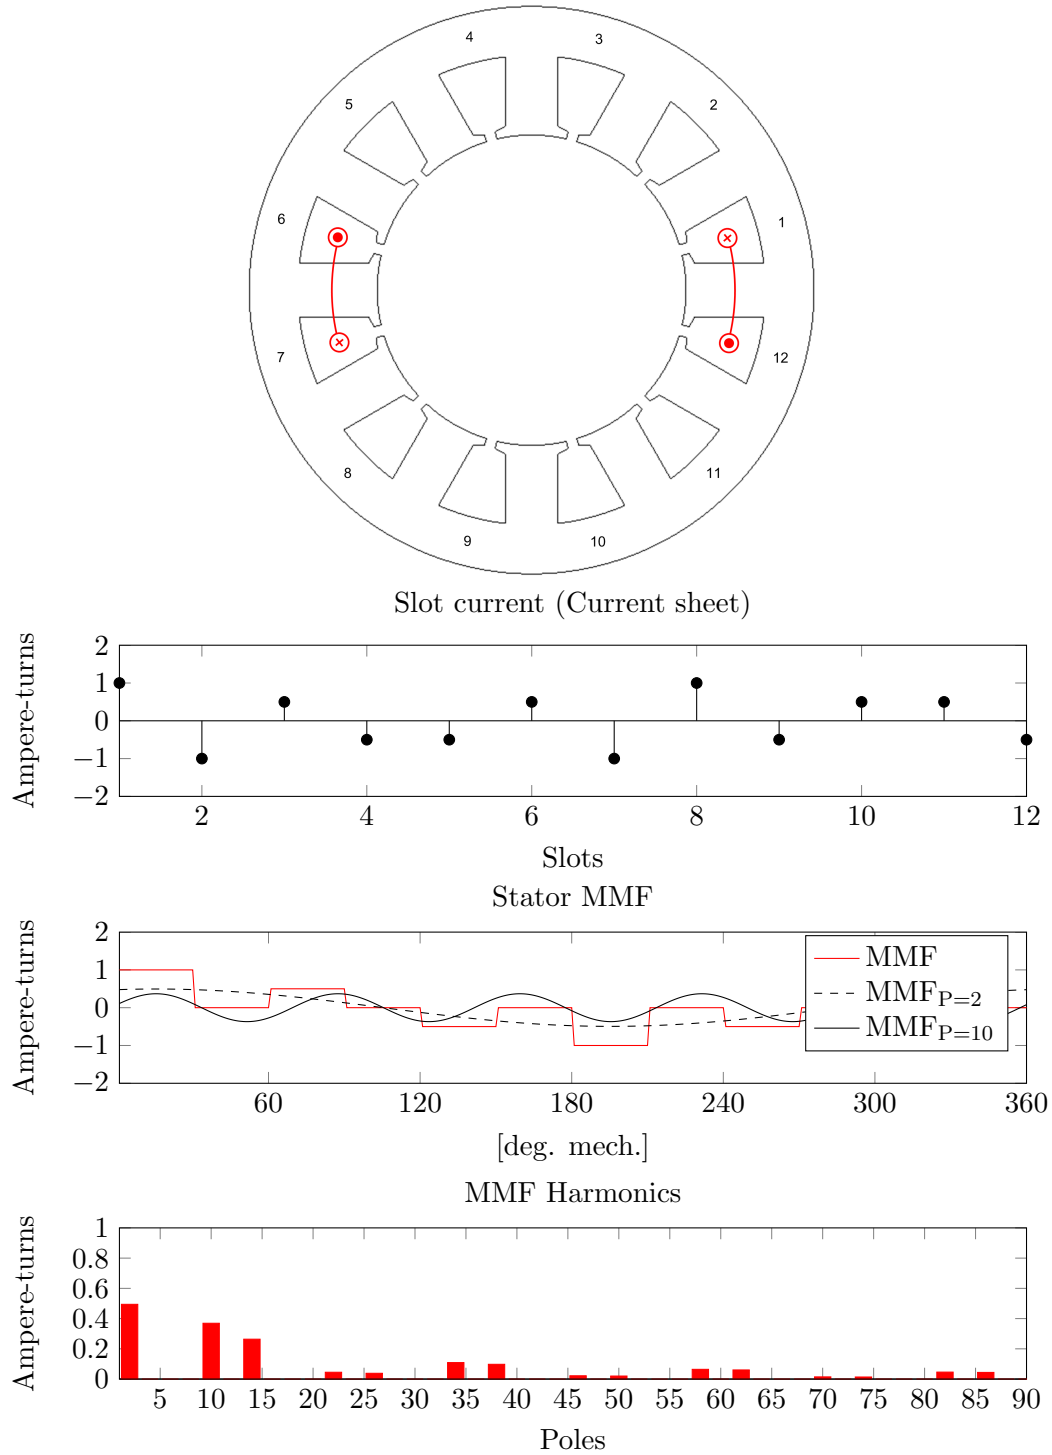 4 3
5 2
6 1
7 12
8 11
9 10
Slot current (Current sheet)
Ampere-turns
2
1
0
−1
−2
2 4 6 8 10 12
Slots
Stator MMF
Ampere-turns
2
1
0
−1
−2
MMF
MMF_P=2
MMF_P=10
60 120 180 240 300 360
[deg. mech.]
MMF Harmonics
Ampere-turns
1
0.8
0.6
0.4
0.2
0
5 10 15 20 25 30 35 40 45 50 55 60 65 70 75 80 85 90
Poles